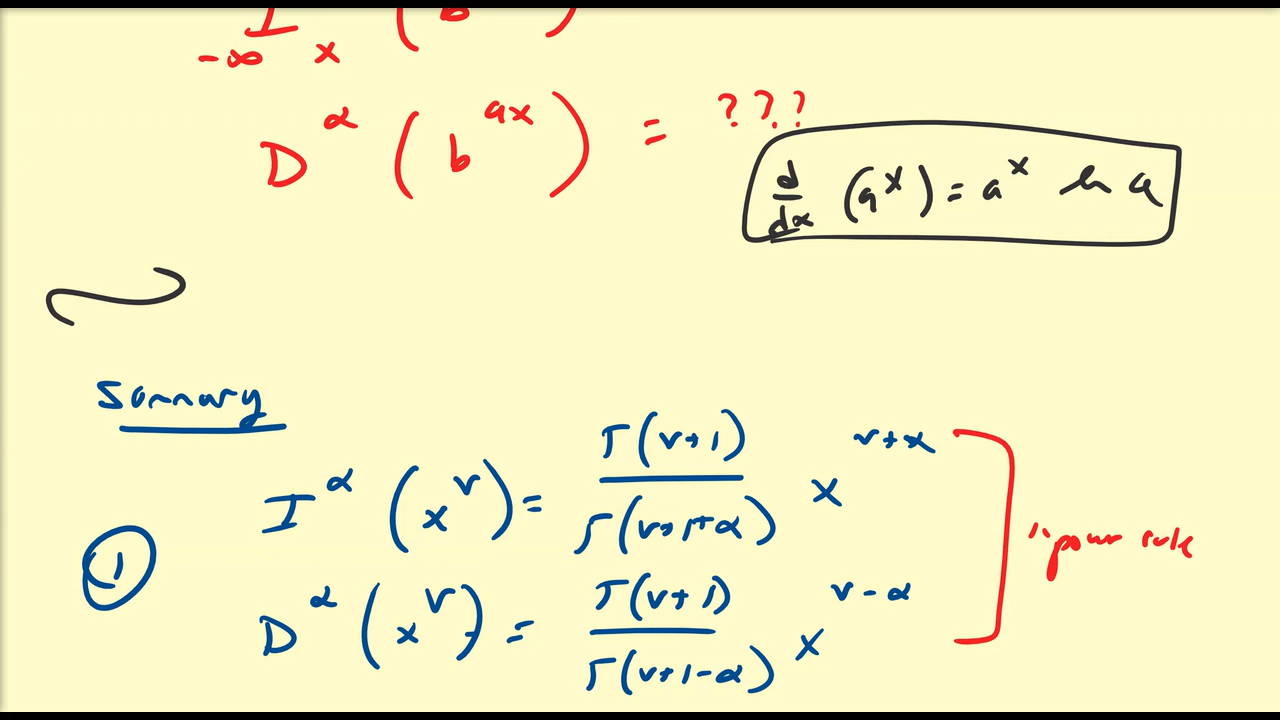 I ( b )
-∞ x
D^α ( b^{ax} ) = ???
d/dx (a^x) = a^x ln a
Summary
I^α ( x^v ) = Γ(v+1) / Γ(v+1+α) x^{v+α}
①
D^α ( x^v ) = Γ(v+1) / Γ(v+1-α) x^{v-α}
"power rule